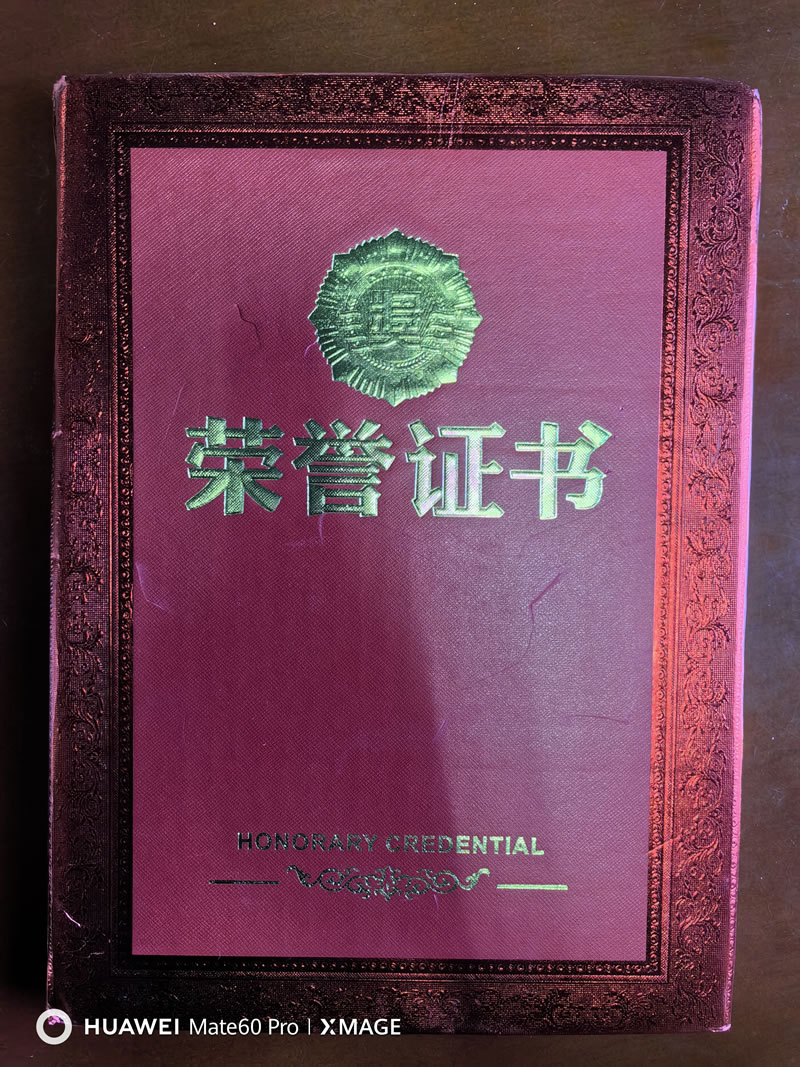 荣誉证书
HONORARY CREDENTIAL
HUAWEI Mate60 Pro | XMAGE